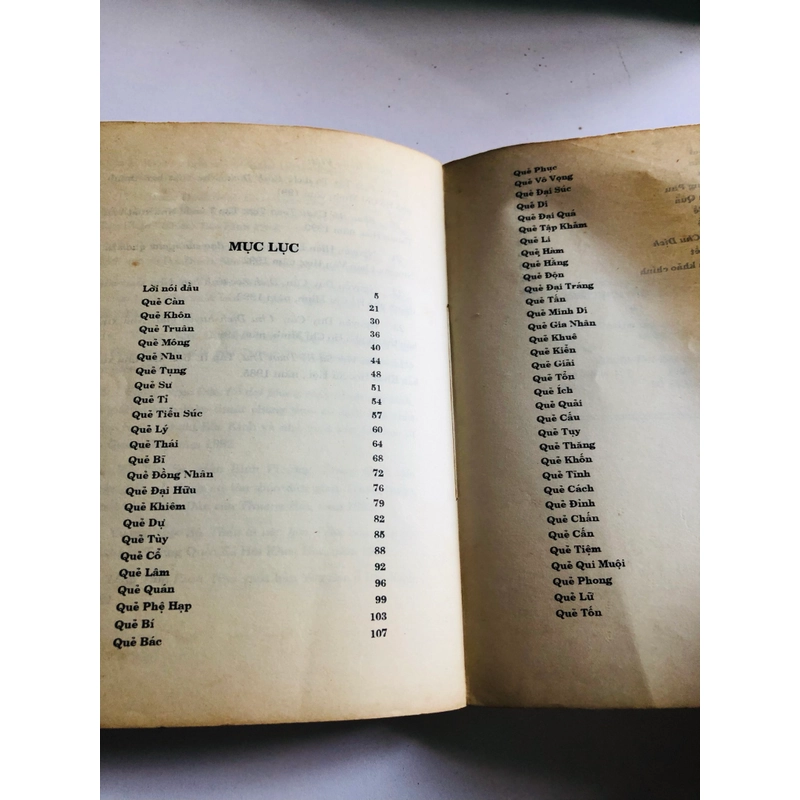 MỤC LỤC
Lời nói đầu 5
Quẻ Càn 21
Quẻ Khôn 30
Quẻ Truân 36
Quẻ Mông 40
Quẻ Nhu 44
Quẻ Tụng 48
Quẻ Sư 51
Quẻ Tỉ 54
Quẻ Tiểu Súc 57
Quẻ Lý 60
Quẻ Thái 64
Quẻ Bĩ 68
Quẻ Đồng Nhân 72
Quẻ Đại Hữu 76
Quẻ Khiêm 79
Quẻ Dự 82
Quẻ Tùy 85
Quẻ Cổ 88
Quẻ Lâm 92
Quẻ Quán 96
Quẻ Phệ Hạp 99
Quẻ Bí 103
Quẻ Bác 107
Quẻ Phục
Quẻ Vô Vọng
Quẻ Đại Súc
Quẻ Di
Quẻ Đại Quá
Quẻ Tập Khảm
Quẻ Li
Quẻ Hàm
Quẻ Hằng
Quẻ Độn
Quẻ Đại Tráng
Quẻ Tấn
Quẻ Minh Di
Quẻ Gia Nhân
Quẻ Khuê
Quẻ Kiển
Quẻ Giải
Quẻ Tổn
Quẻ Ích
Quẻ Quải
Quẻ Cấu
Quẻ Tụy
Quẻ Thăng
Quẻ Khốn
Quẻ Tỉnh
Quẻ Cách
Quẻ Đỉnh
Quẻ Chấn
Quẻ Cấn
Quẻ Tiệm
Quẻ Qui Muội
Quẻ Phong
Quẻ Lữ
Quẻ Tốn
Chu Dịch
khảo chính